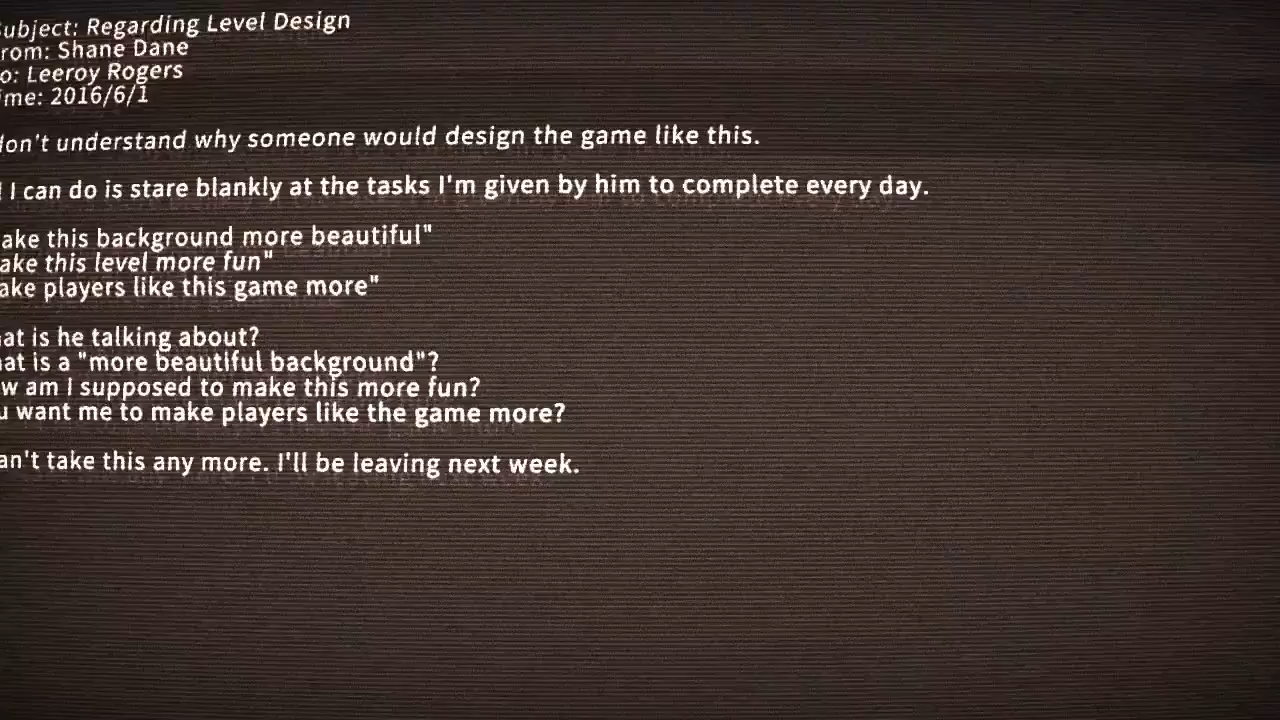 ubject: Regarding Level Design
rom: Shane Dane
o: Leeroy Rogers
ime: 2016/6/1
don't understand why someone would design the game like this.
l I can do is stare blankly at the tasks I'm given by him to complete every day.
ake this background more beautiful"
ake this level more fun"
ake players like this game more"
at is he talking about?
at is a "more beautiful background"?
w am I supposed to make this more fun?
u want me to make players like the game more?
an't take this any more. I'll be leaving next week.